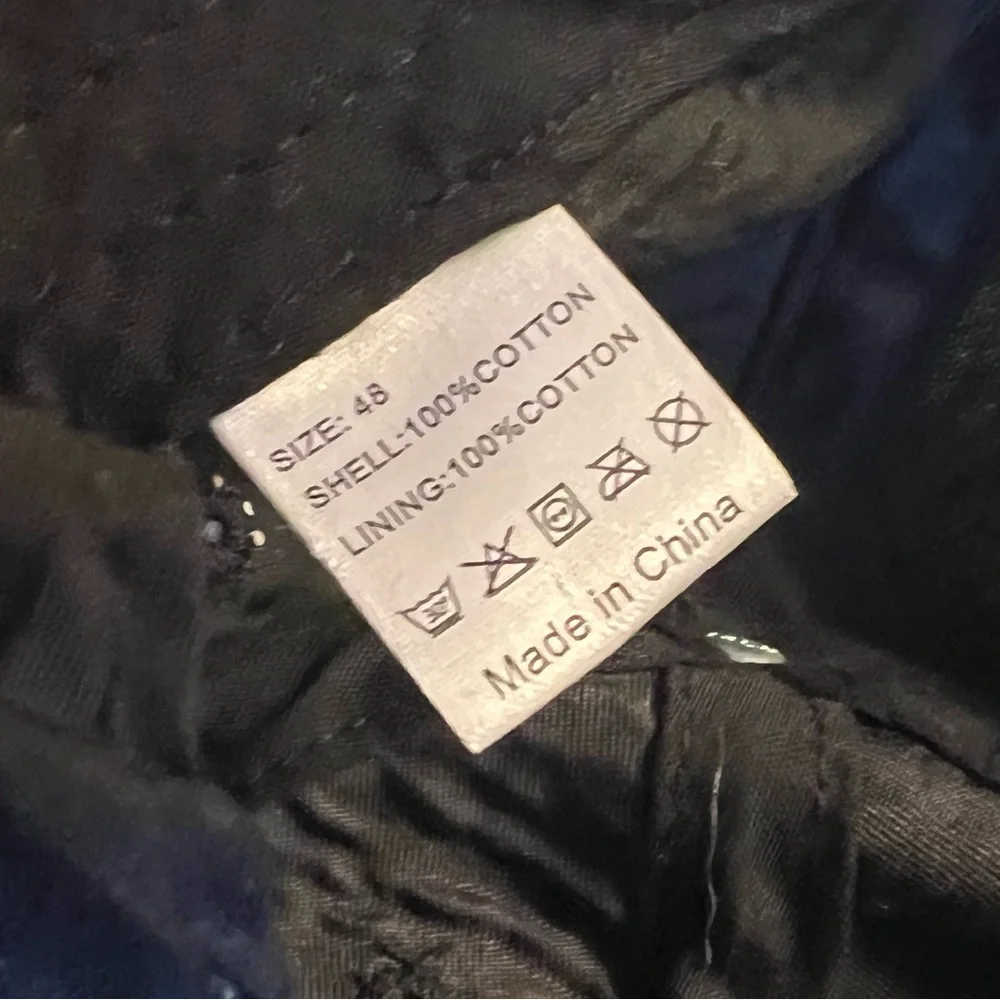 SIZE: 48
SHELL:100%COTTON
LINING:100%COTTON
Made in China